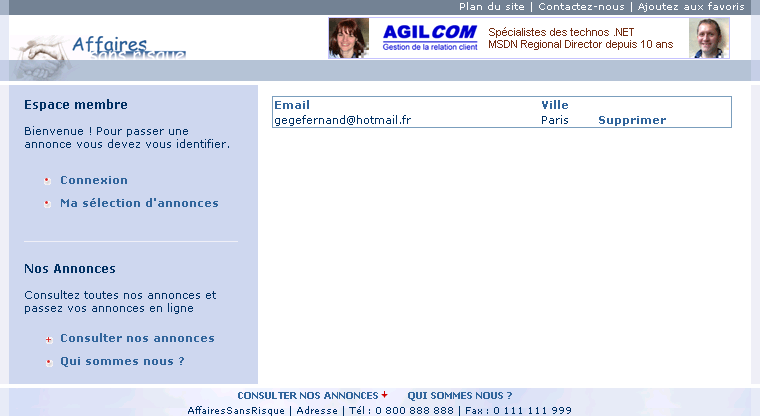 Plan du site | Contactez-nous | Ajoutez aux favoris
Affaires
sans risque
AGILCOM
Gestion de la relation client
Spécialistes des technos .NET
MSDN Regional Director depuis 10 ans
Espace membre
Bienvenue ! Pour passer une
annonce vous devez vous identifier.
Connexion
Ma sélection d'annonces
Nos Annonces
Consultez toutes nos annonces et
passez vos annonces en ligne
Consulter nos annonces
Qui sommes nous ?
Email Ville
gegefernand@hotmail.fr Paris Supprimer
CONSULTER NOS ANNONCES QUI SOMMES NOUS ?
AffairesSansRisque | Adresse | Tél : 0 800 888 888 | Fax : 0 111 111 999